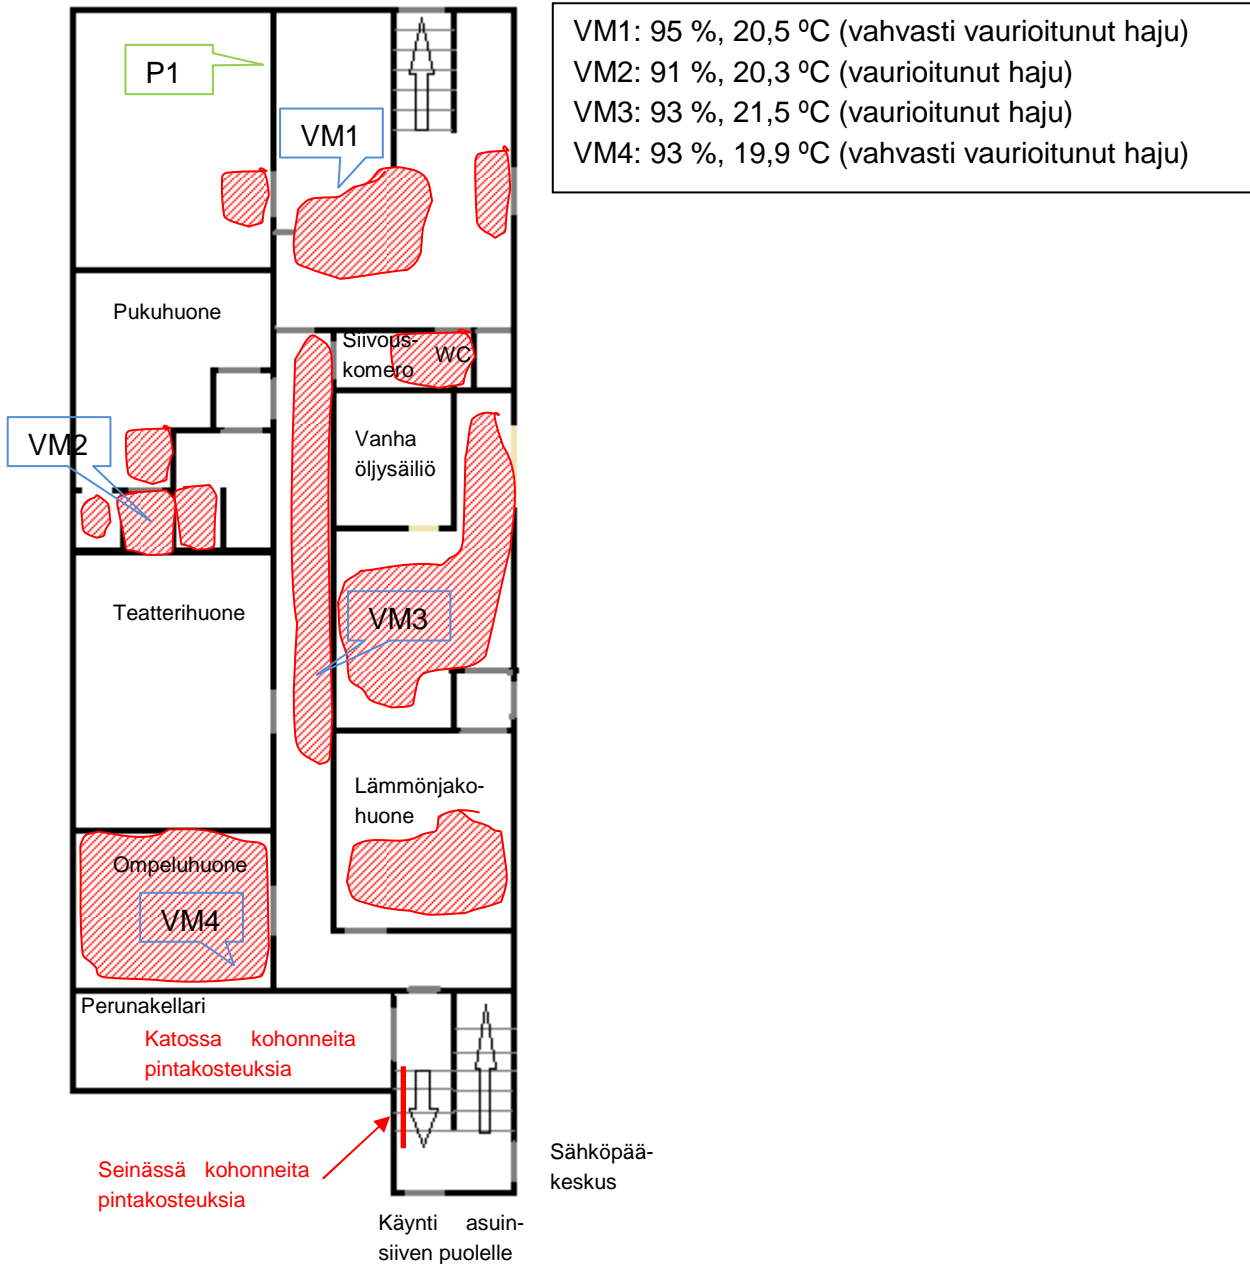 VM1: 95 %, 20,5 ºC (vahvasti vaurioitunut haju)
VM2: 91 %, 20,3 ºC (vaurioitunut haju)
VM3: 93 %, 21,5 ºC (vaurioitunut haju)
VM4: 93 %, 19,9 ºC (vahvasti vaurioitunut haju)
P1
VM1
Pukuhuone
Siivous-
komero
WC
VM2
Vanha
öljysäiliö
Teatterihuone
VM3
Lämmönjako-
huone
Ompeluhuone
VM4
Perunakellari
Katossa kohonneita
pintakosteuksia
Seinässä kohonneita
pintakosteuksia
Sähköpää-
keskus
Käynti asuin-
siiven puolelle